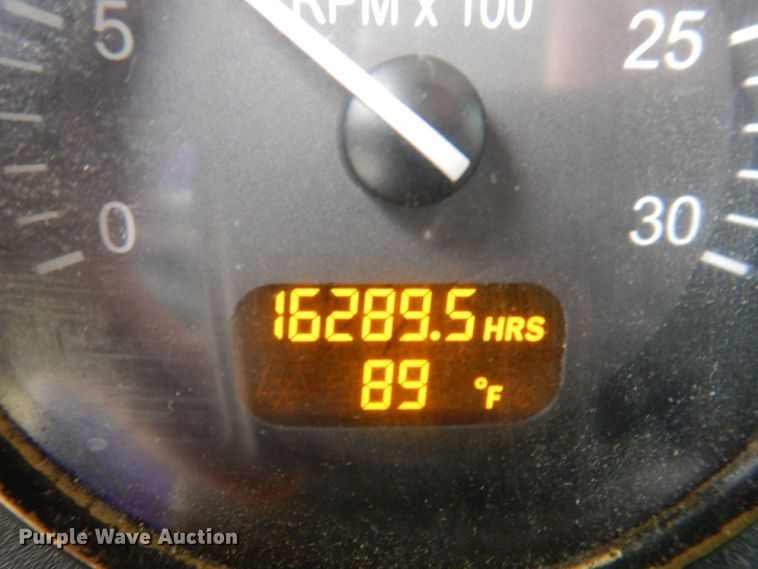 RPM x 100
5
25
0
30
16289.5 HRS
89 °F
Purple Wave Auction